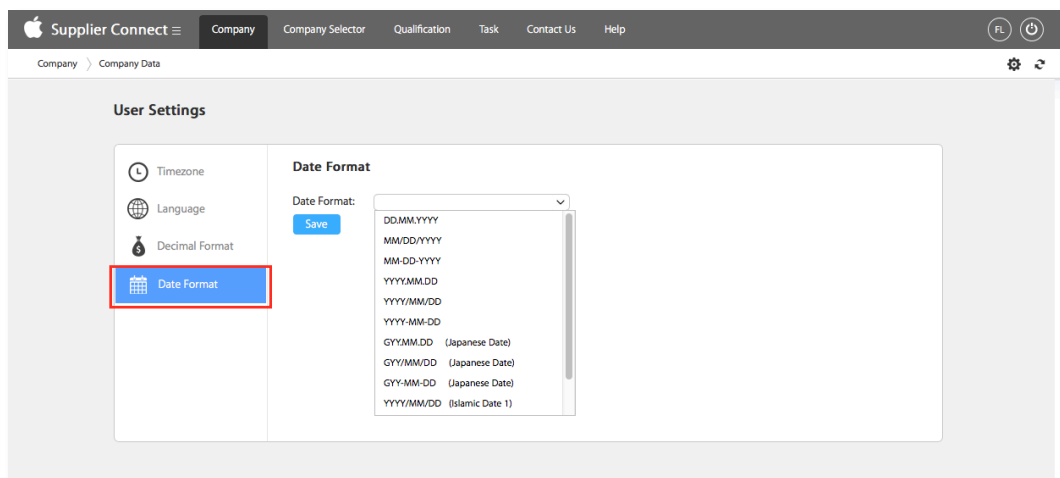 Supplier Connect Company Company Selector Qualification Task Contact Us Help FL
Company Company Data
User Settings
Timezone
Language
Decimal Format
Date Format
Date Format
Date Format:
Save
DD.MM.YYYY
MM/DD/YYYY
MM-DD-YYYY
YYYY.MM.DD
YYYY/MM/DD
YYYY-MM-DD
GYY.MM.DD (Japanese Date)
GYY/MM/DD (Japanese Date)
GYY-MM-DD (Japanese Date)
YYYY/MM/DD (Islamic Date 1)